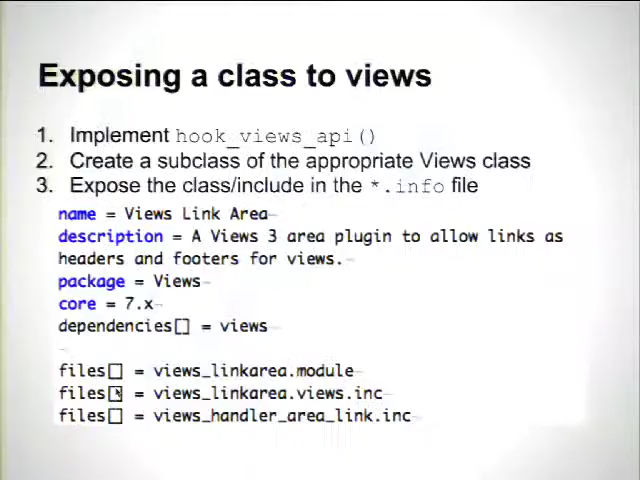 Exposing a class to views
1. Implement hook_views_api()
2. Create a subclass of the appropriate Views class
3. Expose the class/include in the *.info file
name = Views Link Area
description = A Views 3 area plugin to allow links as
headers and footers for views.
package = Views
core = 7.x
dependencies[] = views
files[] = views_linkarea.module
files[] = views_linkarea.views.inc
files[] = views_handler_area_link.inc